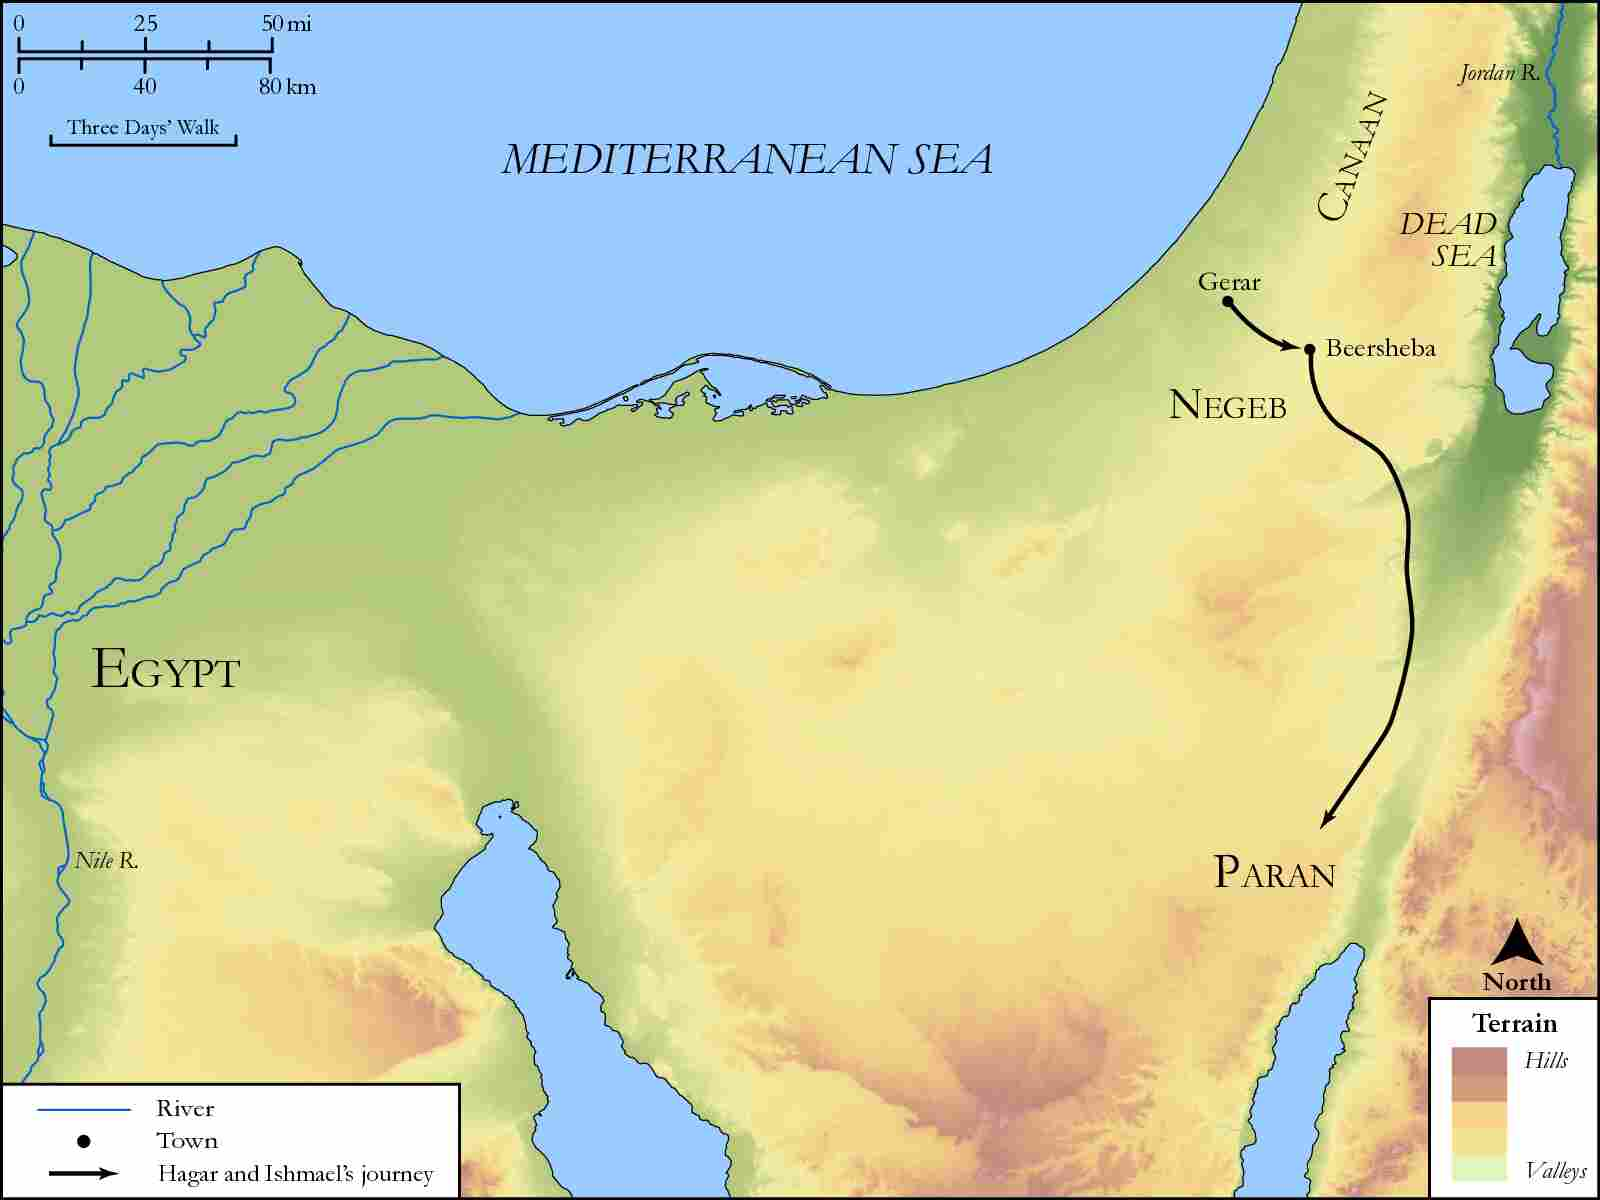 0 25 50 mi
0 40 80 km
Three Days' Walk
MEDITERRANEAN SEA
Jordan R.
CANAAN
DEAD
SEA
Gerar
Beersheba
NEGEB
EGYPT
Nile R.
PARAN
North
Terrain
Hills
Valleys
River
Town
Hagar and Ishmael's journey